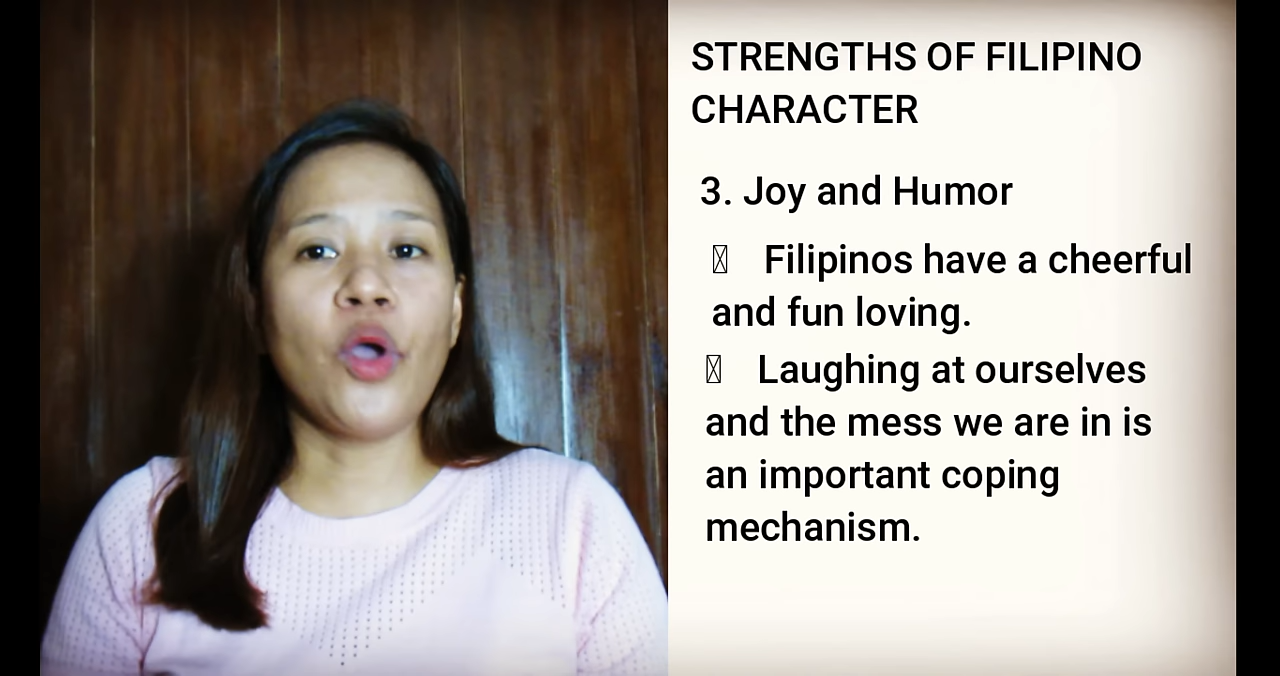 STRENGTHS OF FILIPINO
CHARACTER
3. Joy and Humor
Filipinos have a cheerful
and fun loving.
Laughing at ourselves
and the mess we are in is
an important coping
mechanism.